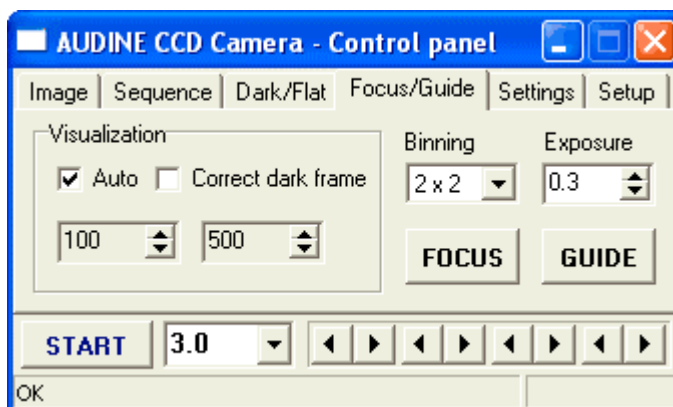 AUDINE CCD Camera - Control panel
Image Sequence Dark/Flat Focus/Guide Settings Setup
Visualization
Auto Correct dark frame
100 500
Binning Exposure
2 x 2 0.3
FOCUS GUIDE
START 3.0
OK